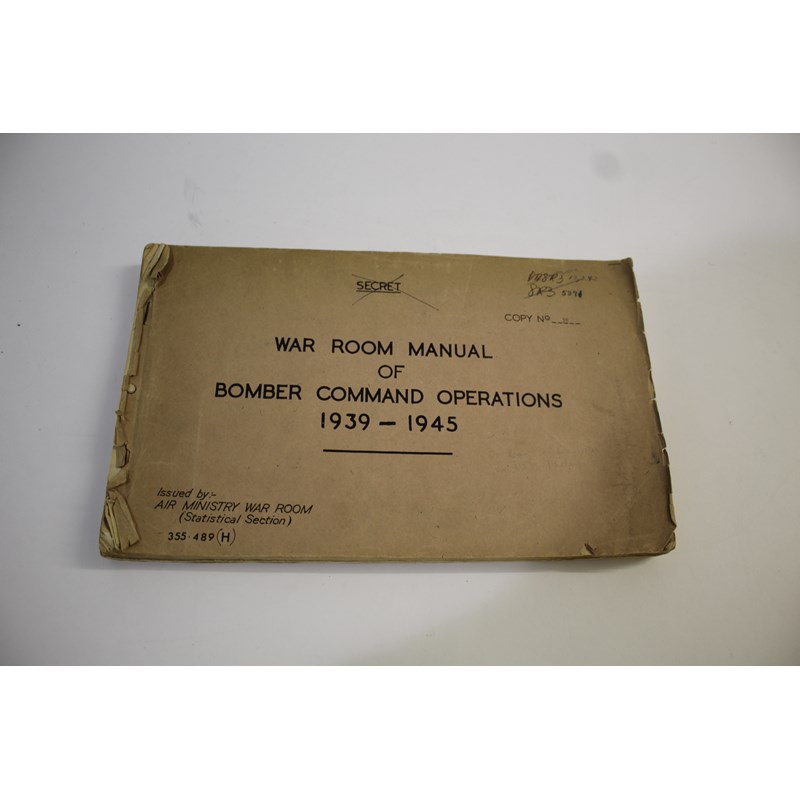 SECRET
COPY Nº
WAR ROOM MANUAL
OF
BOMBER COMMAND OPERATIONS
1939 — 1945
Issued by:-
AIR MINISTRY WAR ROOM
(Statistical Section)
355·489(H)